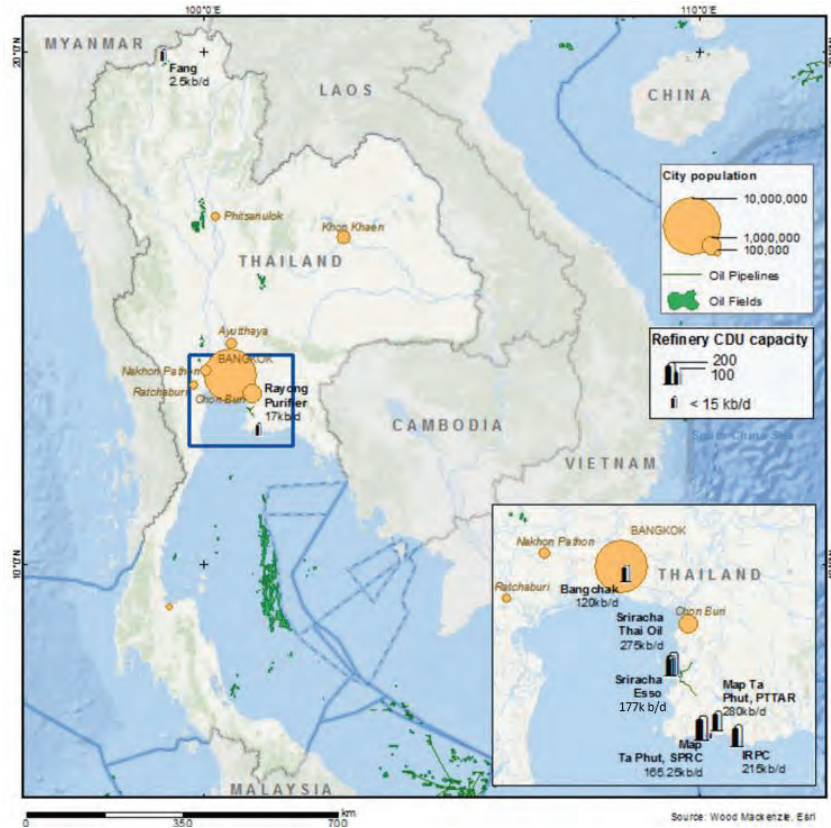 100°0'E
110°0'E
20°0'N
MYANMAR
Fang
2.5kb/d
LAOS
CHINA
City population
10,000,000
1,000,000
100,000
Oil Pipelines
Oil Fields
Phitsanulok
Khon Khaen
THAILAND
Ayutthaya
BANGKOK
Nakhon Pathon
Ratchaburi
Chon Buri
Rayong
Purifier
17kb/d
Refinery CDU capacity
200
100
< 15 kb/d
CAMBODIA
VIETNAM
South China Sea
10°0'N
BANGKOK
Nakhon Pathon
THAILAND
Ratchaburi
Bangchak
120kb/d
Chon Buri
Sriracha
Thai Oil
275kb/d
Sriracha
Esso
177k b/d
Map Ta
Phut, PTTAR
280kb/d
Map
Ta Phut, SPRC
165.25kb/d
IRPC
215kb/d
MALAYSIA
km
0
350
700
Source: Wood Mackenzie, Esri